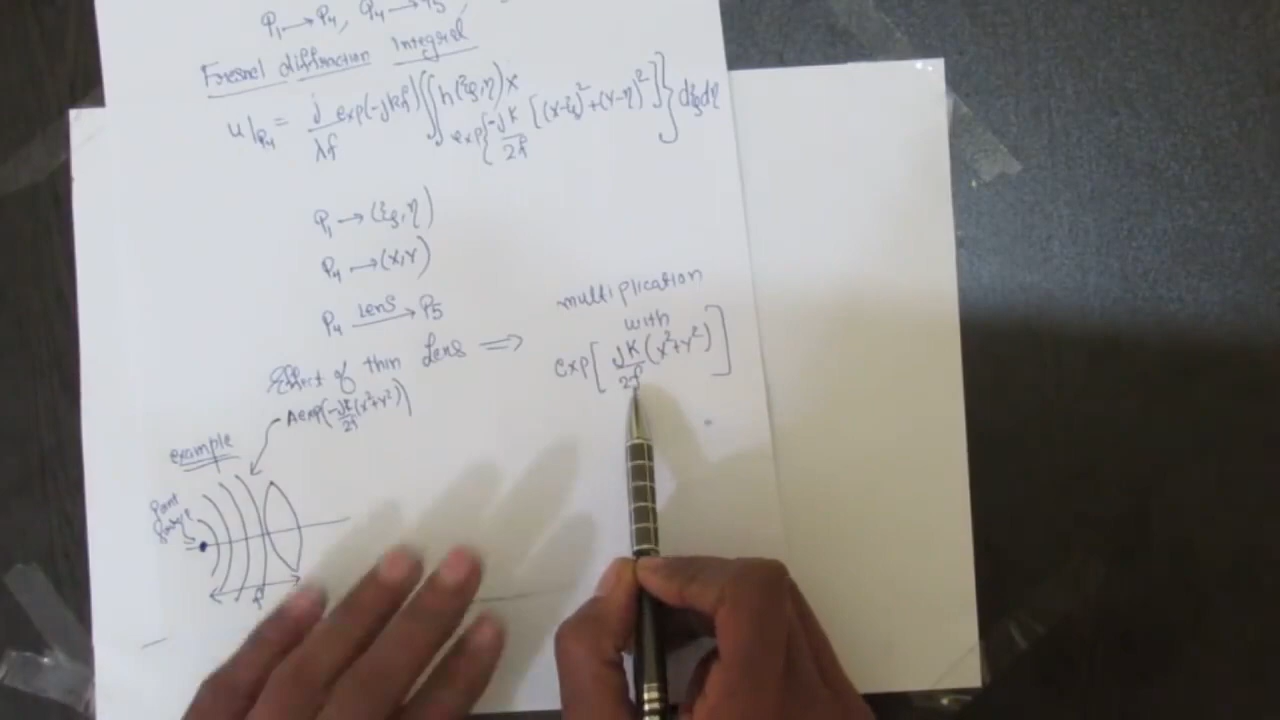 P₁→P₄, P₄→P₅,
Fresnel diffraction Integral
u|P₄ = j/λf exp(-jkf) ∫∫ h(ξ,η) x
exp{-jK/2f [(x-ξ)²+(Y-η)²]} dξdη
P₁→(ξ,η)
P₄→(X,Y)
P₄ Lens→ P₅
Effect of thin Lens ⇒
multiplication
with
exp[jK/2f (x²+Y²)]
Aexp(-jk/2f (x²+Y²))
example
Point
Source
f